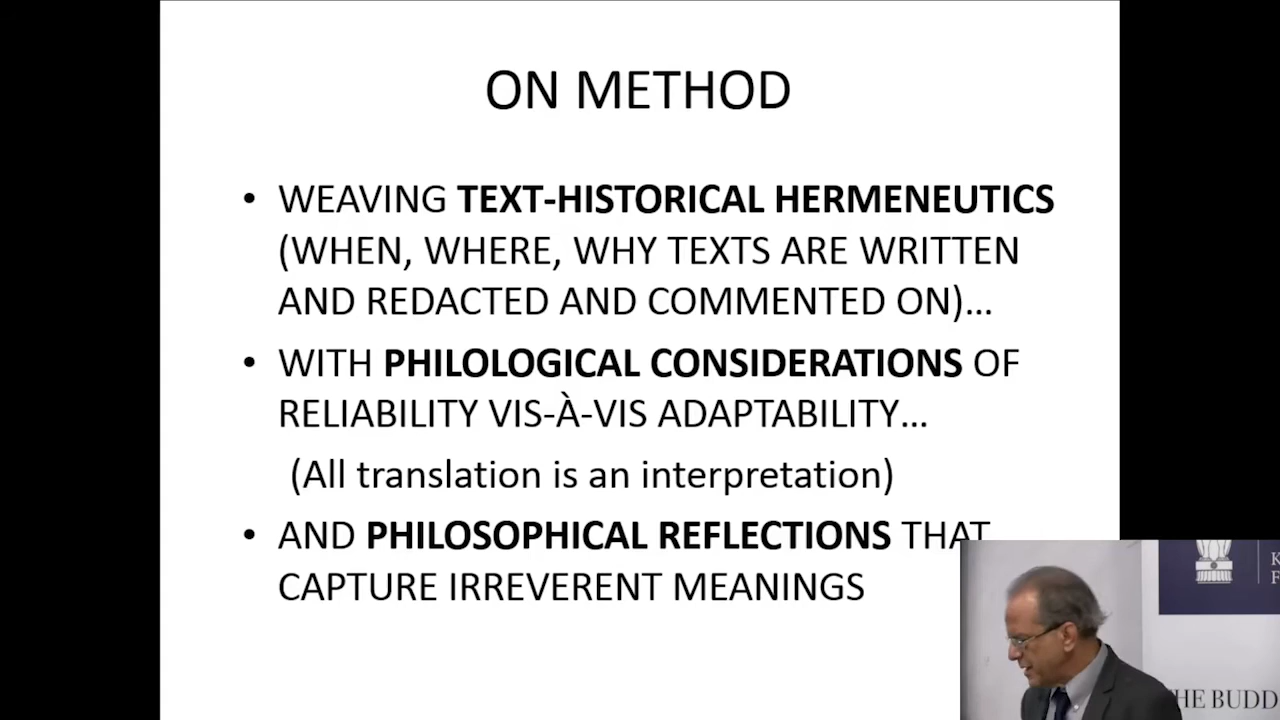 ON METHOD
• WEAVING TEXT-HISTORICAL HERMENEUTICS
(WHEN, WHERE, WHY TEXTS ARE WRITTEN
AND REDACTED AND COMMENTED ON)…
• WITH PHILOLOGICAL CONSIDERATIONS OF
RELIABILITY VIS-À-VIS ADAPTABILITY…
(All translation is an interpretation)
• AND PHILOSOPHICAL REFLECTIONS THAT
CAPTURE IRREVERENT MEANINGS
K
F
HE BUDD